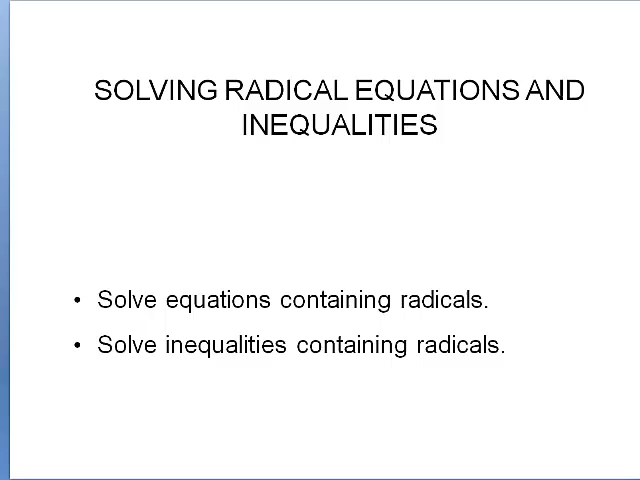 SOLVING RADICAL EQUATIONS AND
INEQUALITIES
• Solve equations containing radicals.
• Solve inequalities containing radicals.